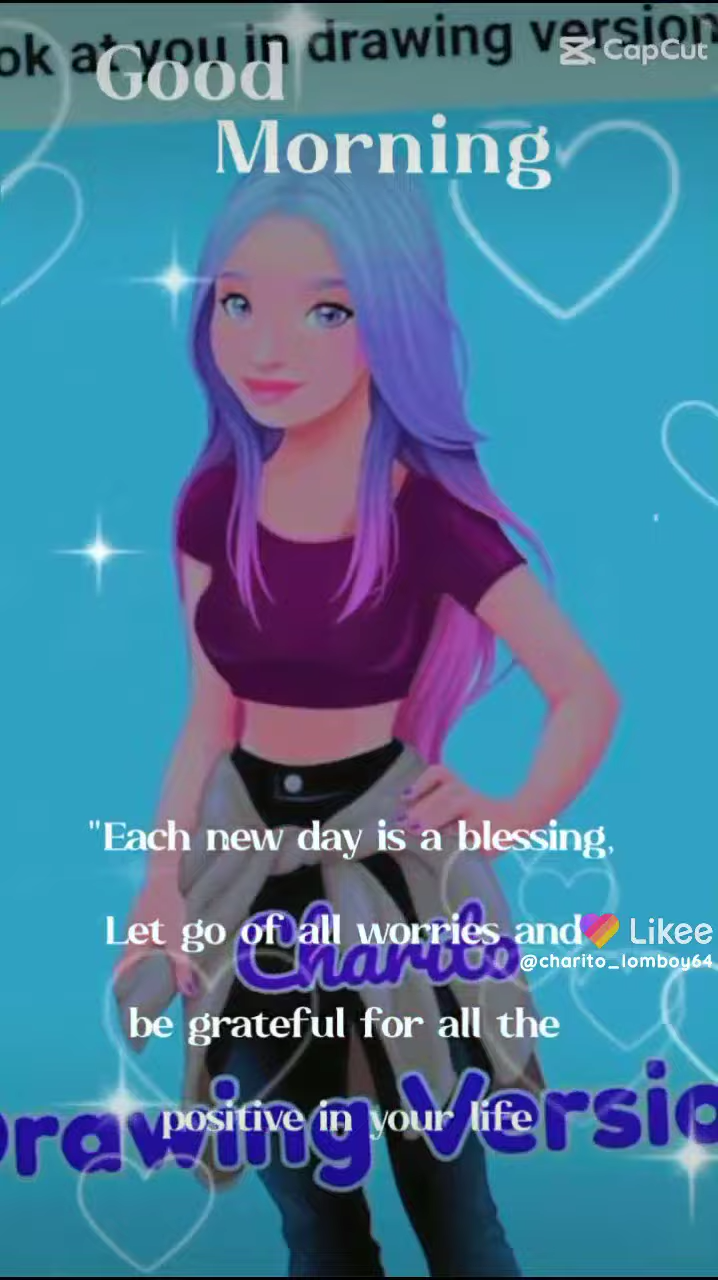 ok at you in drawing version
CapCut
Good
Morning
"Each new day is a blessing,
Let go of all worries and
Likee
Charito
@charito_lomboy64
be grateful for all the
Drawing Versio
positive in your life